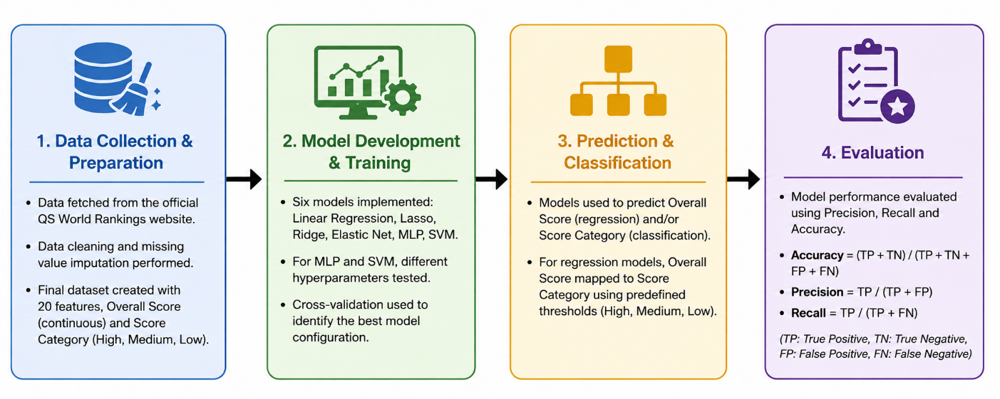 1. Data Collection &
Preparation
• Data fetched from the official
QS World Rankings website.
• Data cleaning and missing
value imputation performed.
• Final dataset created with
20 features, Overall Score
(continuous) and Score
Category (High, Medium, Low).
2. Model Development
& Training
• Six models implemented:
Linear Regression, Lasso,
Ridge, Elastic Net, MLP, SVM.
• For MLP and SVM, different
hyperparameters tested.
• Cross-validation used to
identify the best model
configuration.
3. Prediction &
Classification
• Models used to predict Overall
Score (regression) and/or
Score Category (classification).
• For regression models, Overall
Score mapped to Score
Category using predefined
thresholds (High, Medium, Low).
4. Evaluation
• Model performance evaluated
using Precision, Recall and
Accuracy.
• Accuracy = (TP + TN) / (TP + TN +
FP + FN)
• Precision = TP / (TP + FP)
• Recall = TP / (TP + FN)
(TP: True Positive, TN: True Negative,
FP: False Positive, FN: False Negative)